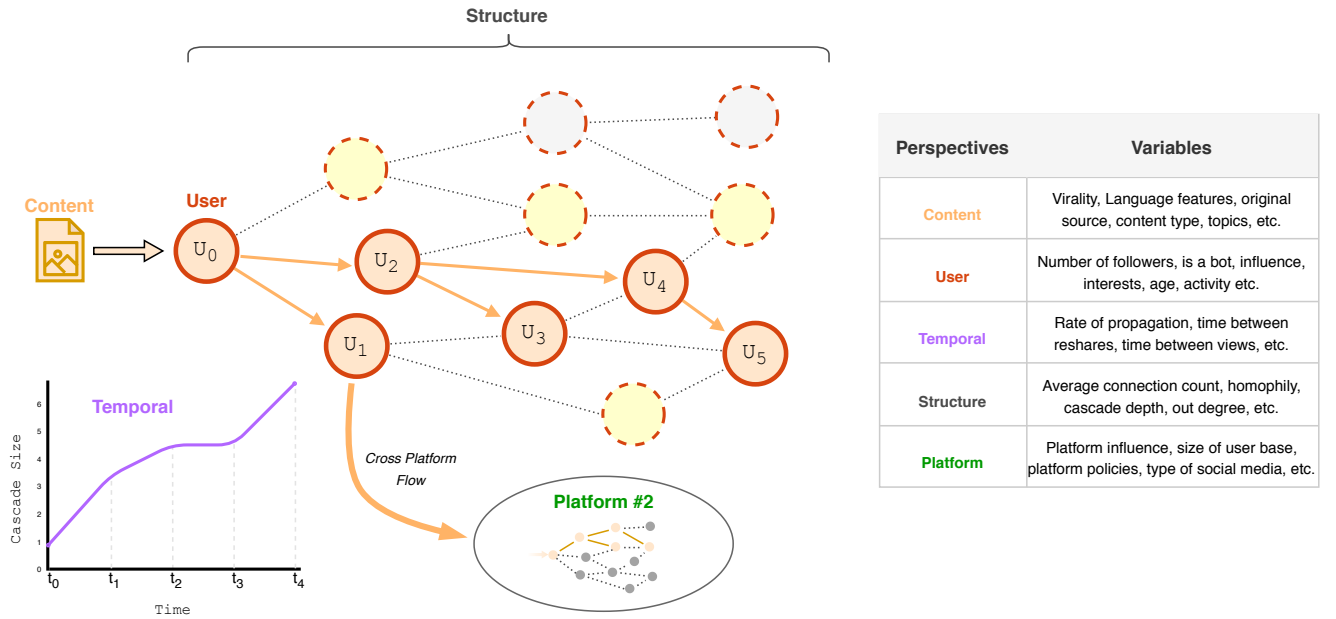 Structure
Content
User
U0
U2
U4
U3
U1
U5
Temporal
Cascade Size
6
5
4
3
2
1
0
t0
t1
t2
t3
t4
Time
Cross Platform
Flow
Platform #2
Perspectives
Variables
Content
Virality, Language features, original
source, content type, topics, etc.
User
Number of followers, is a bot, influence,
interests, age, activity etc.
Temporal
Rate of propagation, time between
reshares, time between views, etc.
Structure
Average connection count, homophily,
cascade depth, out degree, etc.
Platform
Platform influence, size of user base,
platform policies, type of social media, etc.